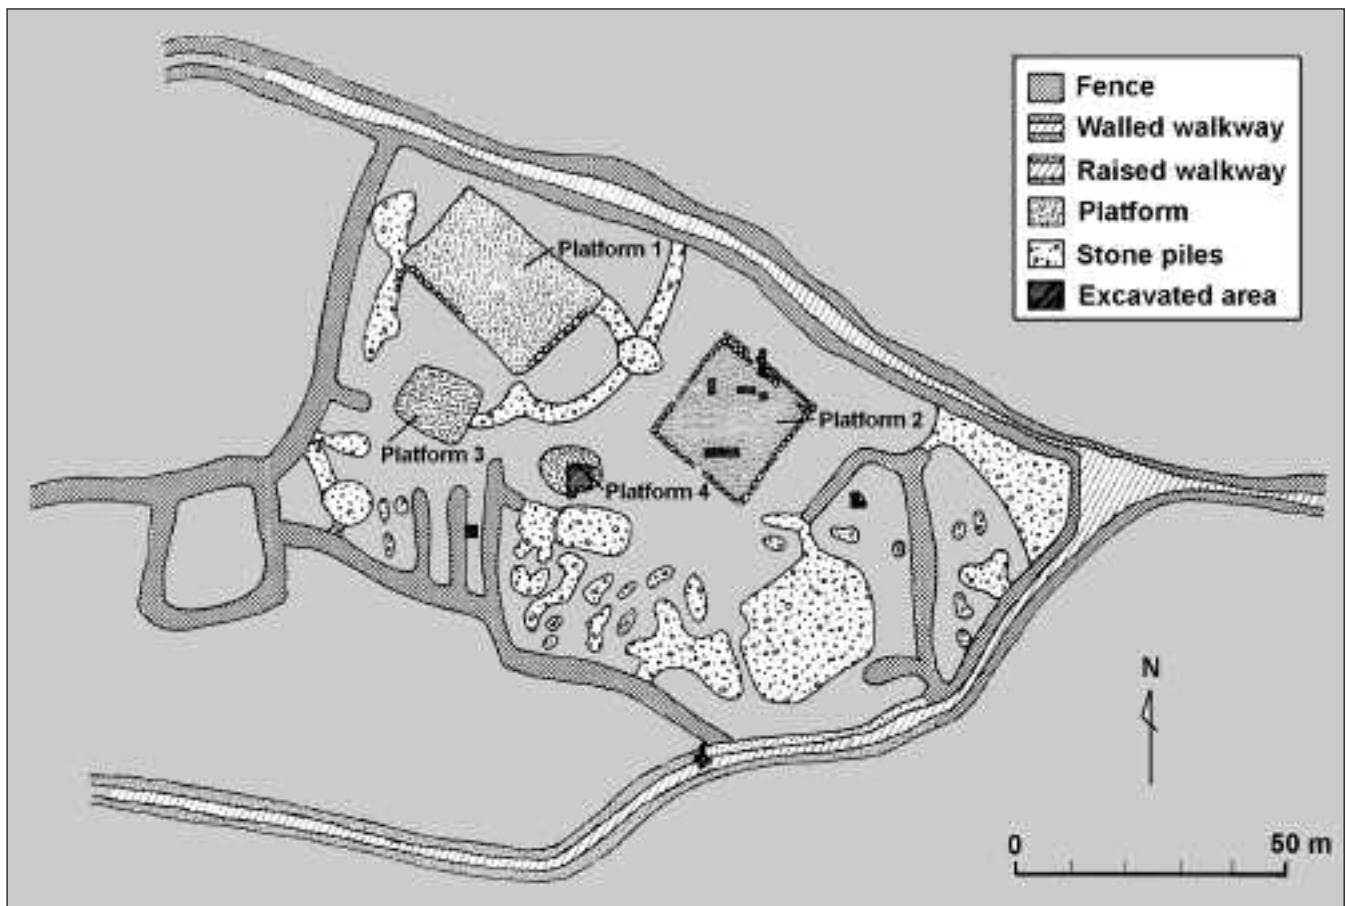 Fence
Walled walkway
Raised walkway
Platform
Stone piles
Excavated area
Platform 1
Platform 2
Platform 3
Platform 4
N
0 50 m